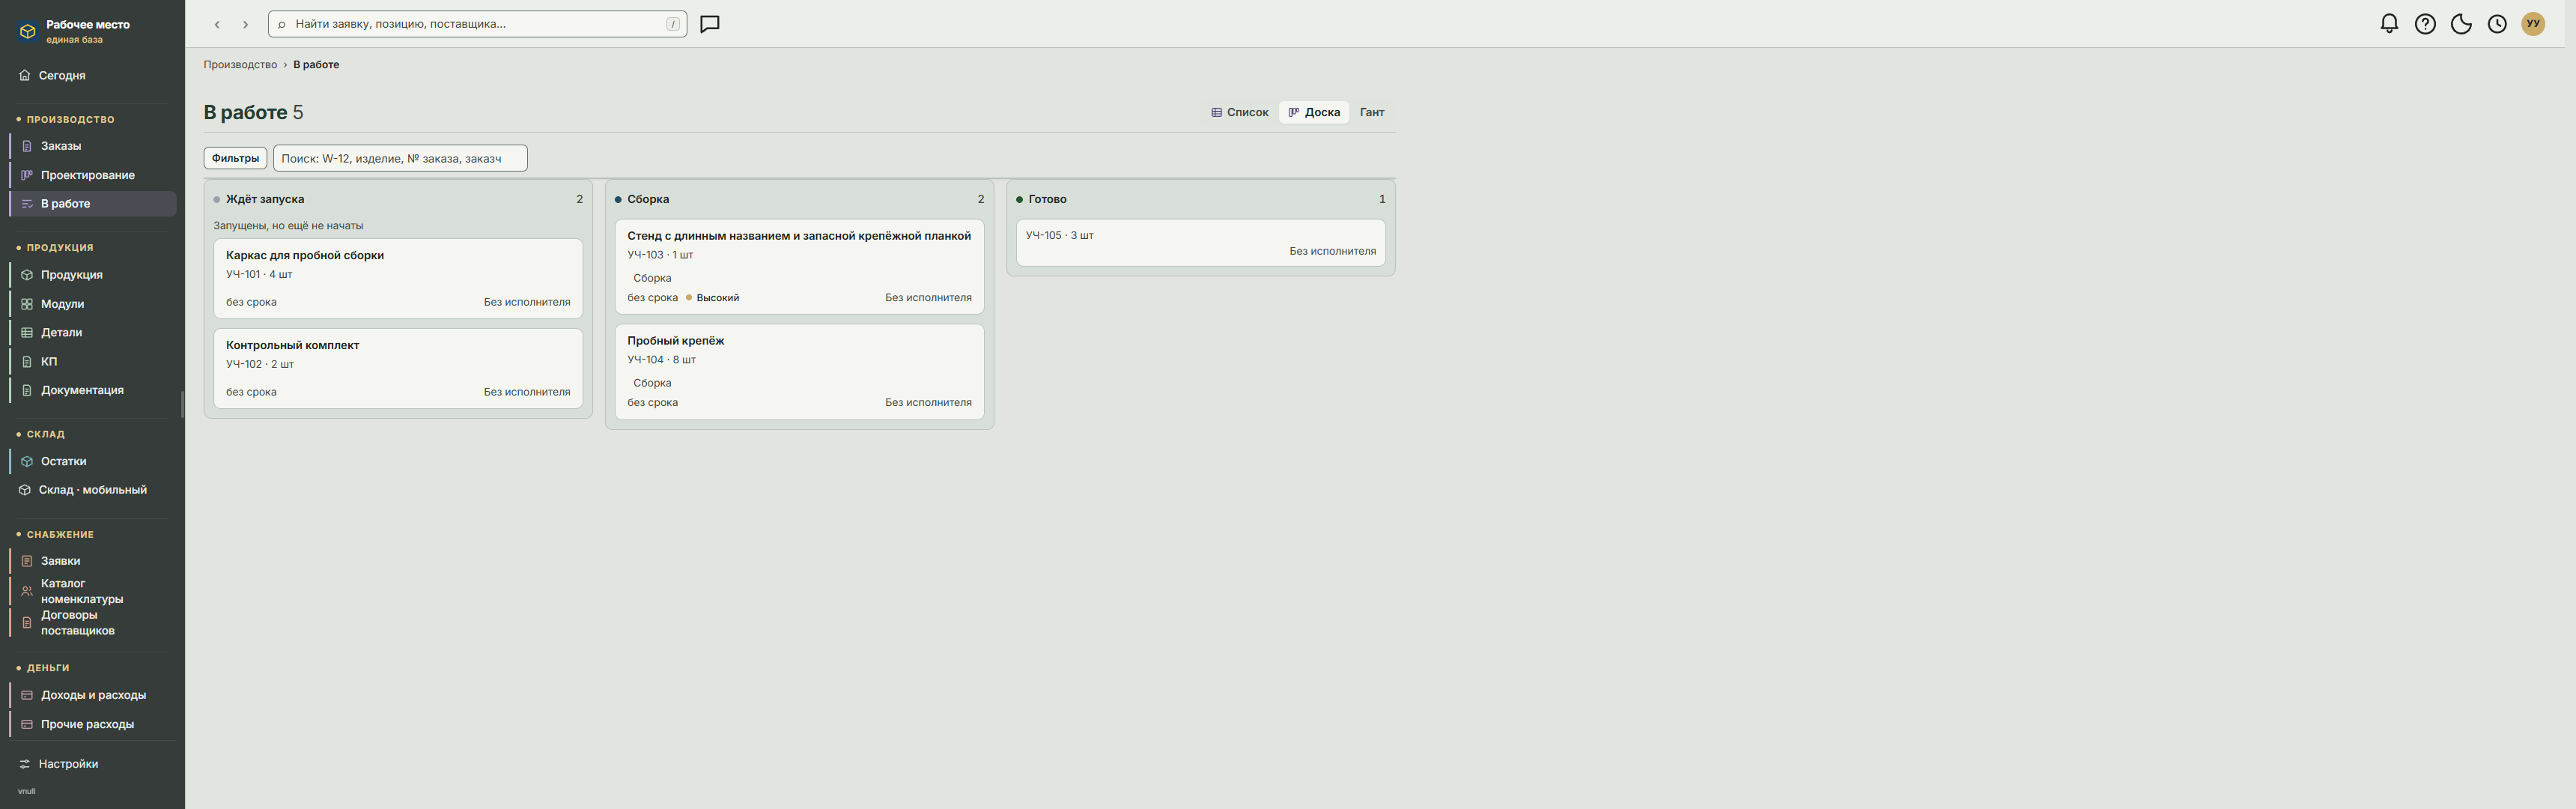 Рабочее место
единая база
Сегодня
ПРОИЗВОДСТВО
Заказы
Проектирование
В работе
ПРОДУКЦИЯ
Продукция
Модули
Детали
КП
Документация
СКЛАД
Остатки
Склад · мобильный
СНАБЖЕНИЕ
Заявки
Каталог
номенклатуры
Договоры
поставщиков
ДЕНЬГИ
Доходы и расходы
Прочие расходы
Настройки
vnull
Найти заявку, позицию, поставщика... /
УУ
Производство › В работе
В работе 5
Список Доска Гант
Фильтры Поиск: W-12, изделие, № заказа, заказч
Ждёт запуска 2
Запущены, но ещё не начаты
Каркас для пробной сборки
УЧ-101 · 4 шт
без срока Без исполнителя
Контрольный комплект
УЧ-102 · 2 шт
без срока Без исполнителя
Сборка 2
Стенд с длинным названием и запасной крепёжной планкой
УЧ-103 · 1 шт
Сборка
без срока Высокий Без исполнителя
Пробный крепёж
УЧ-104 · 8 шт
Сборка
без срока Без исполнителя
Готово 1
УЧ-105 · 3 шт
Без исполнителя